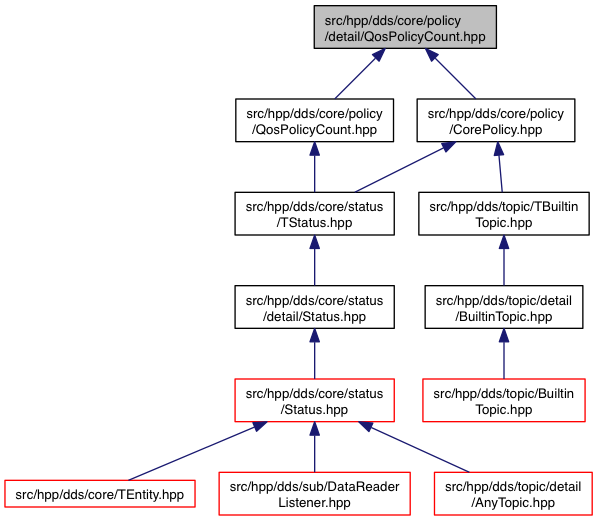 src/hpp/dds/core/policy
/detail/QosPolicyCount.hpp
src/hpp/dds/core/policy
/QosPolicyCount.hpp
src/hpp/dds/core/policy
/CorePolicy.hpp
src/hpp/dds/core/status
/TStatus.hpp
src/hpp/dds/topic/TBuiltin
Topic.hpp
src/hpp/dds/core/status
/detail/Status.hpp
src/hpp/dds/topic/detail
/BuiltinTopic.hpp
src/hpp/dds/core/status
/Status.hpp
src/hpp/dds/topic/Builtin
Topic.hpp
src/hpp/dds/core/TEntity.hpp
src/hpp/dds/sub/DataReader
Listener.hpp
src/hpp/dds/topic/detail
/AnyTopic.hpp